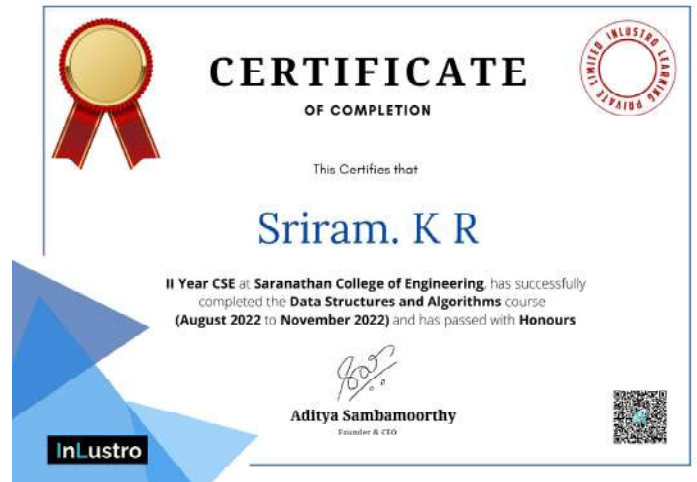 CERTIFICATE
OF COMPLETION
INLUSTRO LEARNING PRIVATE LIMITED
This Certifies that
Sriram. K R
II Year CSE at Saranathan College of Engineering, has successfully
completed the Data Structures and Algorithms course
(August 2022 to November 2022) and has passed with Honours
Aditya Sambamoorthy
Founder & CEO
InLustro